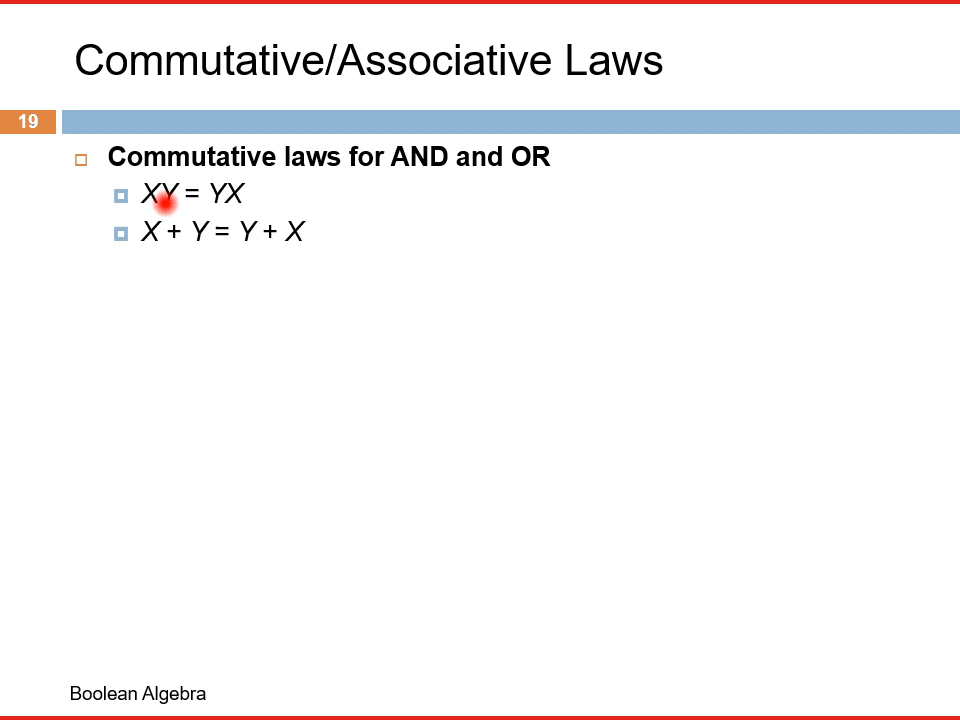 Commutative/Associative Laws
19
Commutative laws for AND and OR
XY = YX
X + Y = Y + X
Boolean Algebra